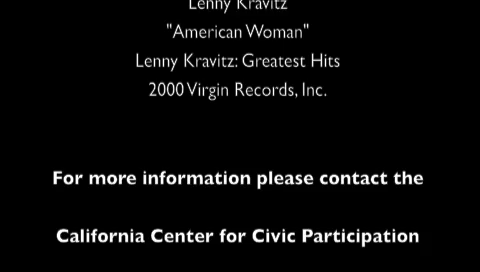 Lenny Kravitz
"American Woman"
Lenny Kravitz: Greatest Hits
2000 Virgin Records, Inc.
For more information please contact the
California Center for Civic Participation